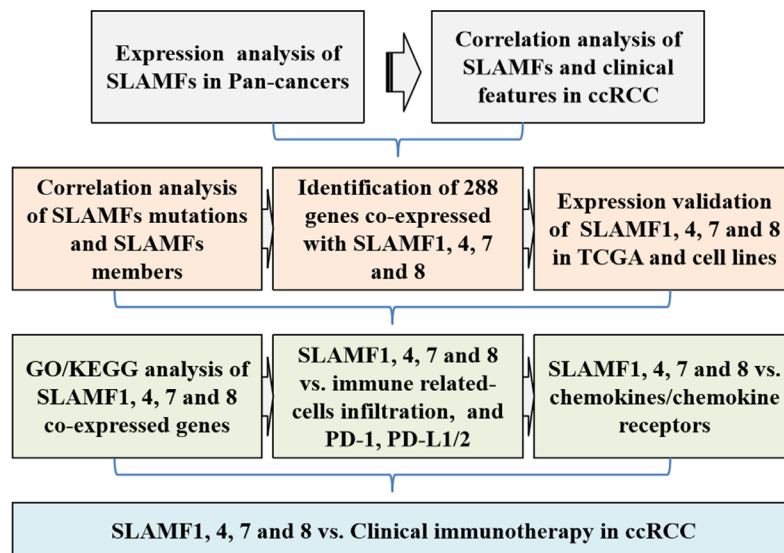 Expression analysis of
SLAMFs in Pan-cancers
Correlation analysis of
SLAMFs and clinical
features in ccRCC
Correlation analysis
of SLAMFs mutations
and SLAMFs
members
Identification of 288
genes co-expressed
with SLAMF1, 4, 7
and 8
Expression validation
of SLAMF1, 4, 7 and 8
in TCGA and cell lines
GO/KEGG analysis of
SLAMF1, 4, 7 and 8
co-expressed genes
SLAMF1, 4, 7 and 8
vs. immune related-
cells infiltration, and
PD-1, PD-L1/2
SLAMF1, 4, 7 and 8 vs.
chemokines/chemokine
receptors
SLAMF1, 4, 7 and 8 vs. Clinical immunotherapy in ccRCC